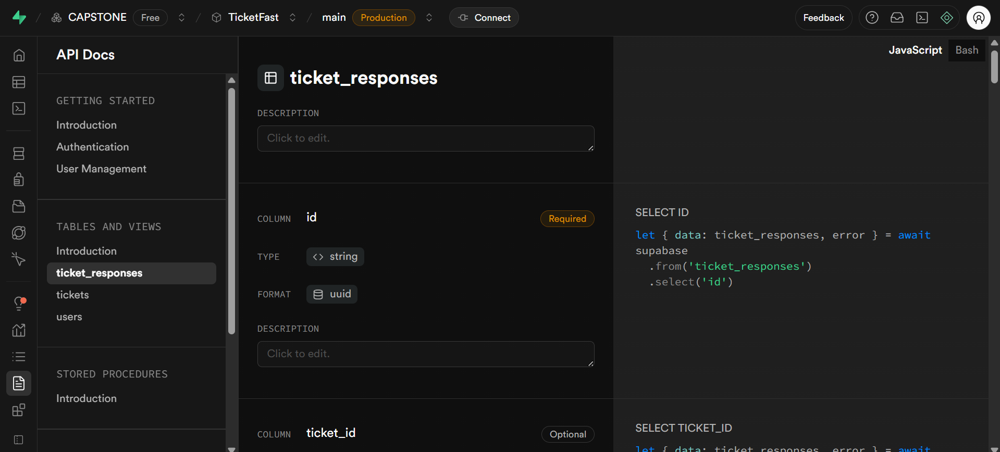 CAPSTONE Free TicketFast main Production Connect Feedback
API Docs
GETTING STARTED
Introduction
Authentication
User Management
TABLES AND VIEWS
Introduction
ticket_responses
tickets
users
STORED PROCEDURES
Introduction
ticket_responses
DESCRIPTION
Click to edit.
COLUMN id Required
TYPE string
FORMAT uuid
DESCRIPTION
Click to edit.
COLUMN ticket_id Optional
JavaScript Bash
SELECT ID
let { data: ticket_responses, error } = await
supabase
.from('ticket_responses')
.select('id')
SELECT TICKET_ID
let { data: ticket_responses, error } = await